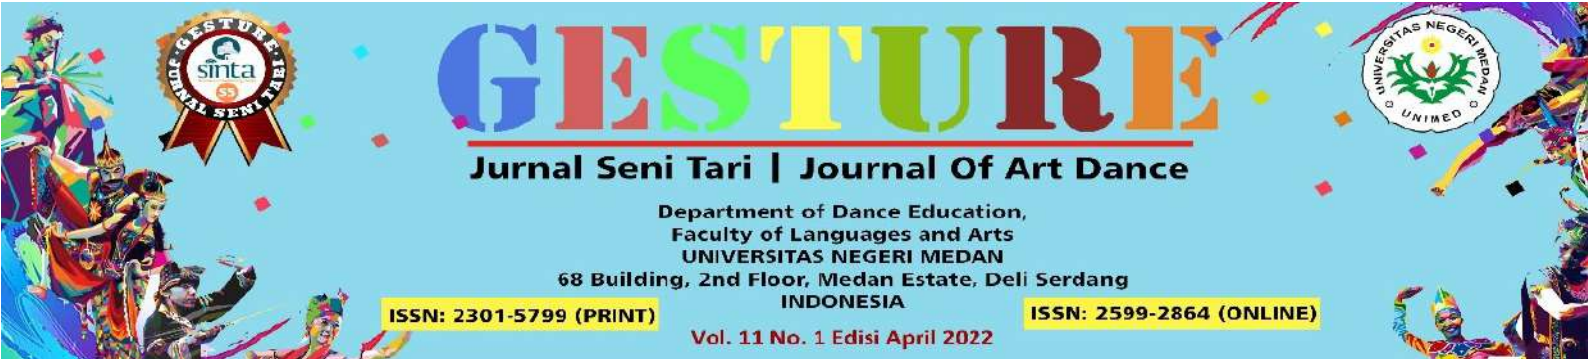 GESTURE
JURNAL SENI TARI
sinta
S5
GESTURE
UNIVERSITAS NEGERI MEDAN
UNIMED
Jurnal Seni Tari | Journal Of Art Dance
Department of Dance Education,
Faculty of Languages and Arts
UNIVERSITAS NEGERI MEDAN
68 Building, 2nd Floor, Medan Estate, Deli Serdang
INDONESIA
ISSN: 2301-5799 (PRINT)
ISSN: 2599-2864 (ONLINE)
Vol. 11 No. 1 Edisi April 2022